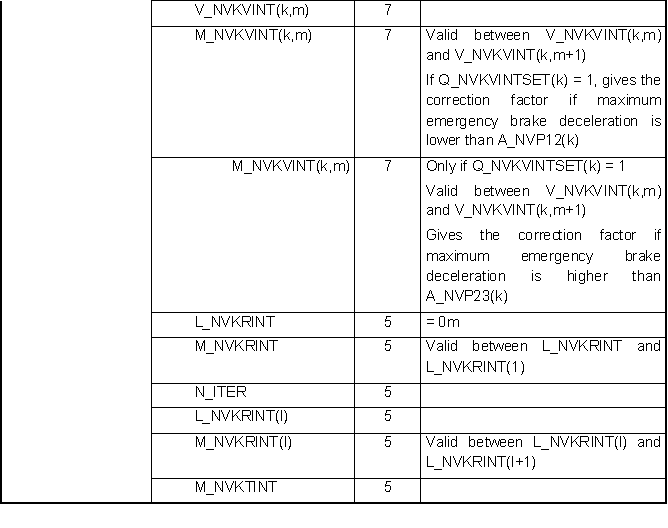 V_NVKVINT(k,m) 7
M_NVKVINT(k,m) 7 Valid between V_NVKVINT(k,m)
and V_NVKVINT(k,m+1)
If Q_NVKVINTSET(k) = 1, gives the
correction factor if maximum
emergency brake deceleration is
lower than A_NVP12(k)
M_NVKVINT(k,m) 7 Only if Q_NVKVINTSET(k) = 1
Valid between V_NVKVINT(k,m)
and V_NVKVINT(k,m+1)
Gives the correction factor if
maximum emergency brake
deceleration is higher than
A_NVP23(k)
L_NVKRINT 5 = 0m
M_NVKRINT 5 Valid between L_NVKRINT and
L_NVKRINT(1)
N_ITER 5
L_NVKRINT(l) 5
M_NVKRINT(l) 5 Valid between L_NVKRINT(l) and
L_NVKRINT(l+1)
M_NVKTINT 5